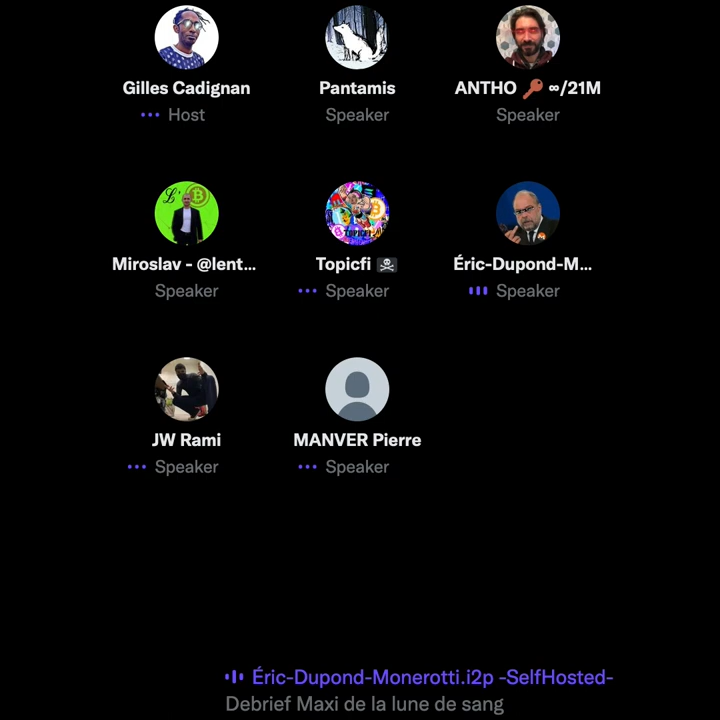 Gilles Cadignan
Host
Pantamis
Speaker
ANTHO 🔑 ∞/21M
Speaker
Miroslav - @lent...
Speaker
Topicfi ☠
Speaker
Éric-Dupond-M...
Speaker
JW Rami
Speaker
MANVER Pierre
Speaker
Éric-Dupond-Monerotti.i2p -SelfHosted-
Debrief Maxi de la lune de sang